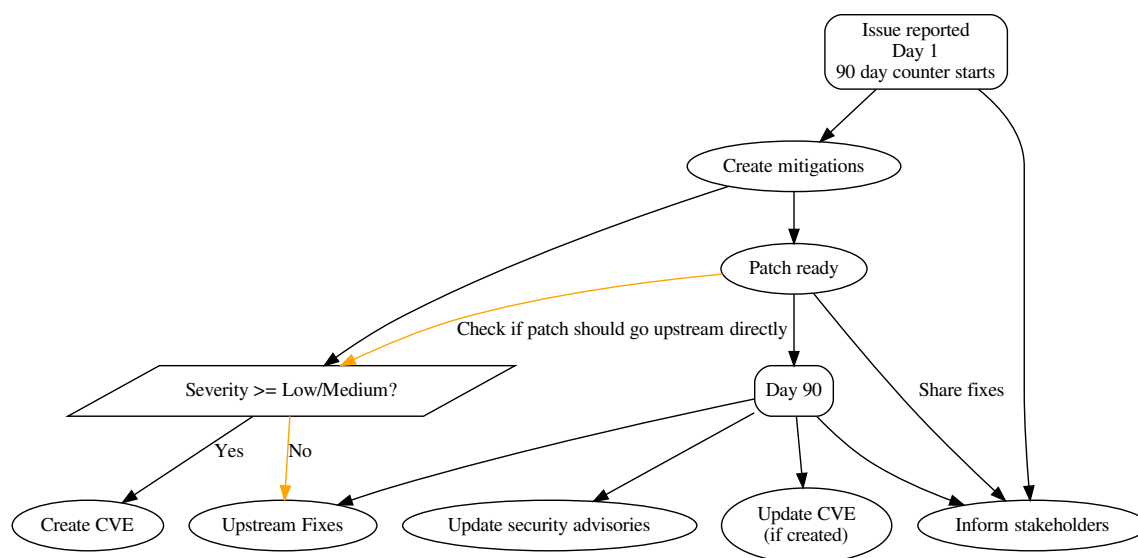 Issue reported
Day 1
90 day counter starts
Create mitigations
Patch ready
Check if patch should go upstream directly
Severity >= Low/Medium?
Day 90
Share fixes
Yes
No
Create CVE
Upstream Fixes
Update security advisories
Update CVE
(if created)
Inform stakeholders